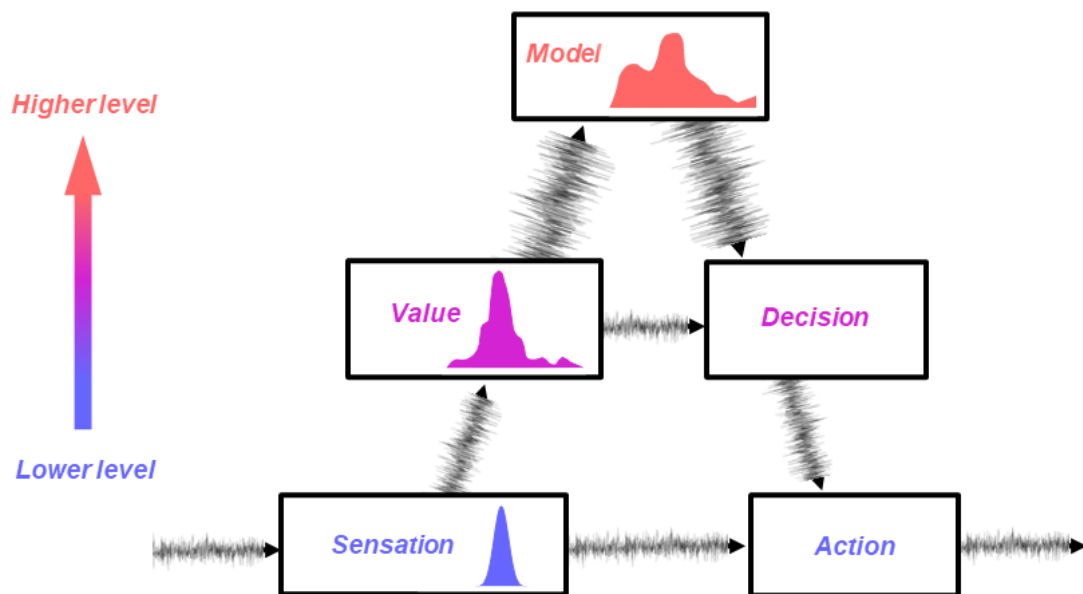 Model
Higher level
Value
Decision
Lower level
Sensation
Action